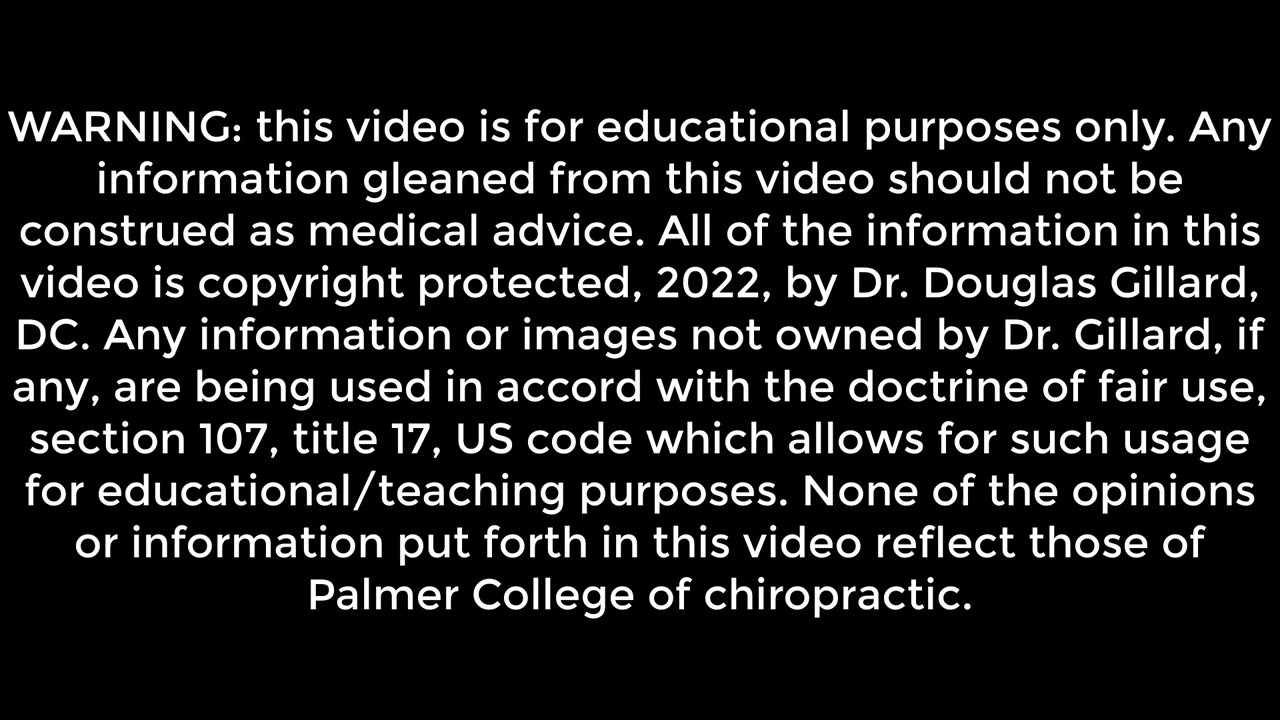 WARNING: this video is for educational purposes only. Any
information gleaned from this video should not be
construed as medical advice. All of the information in this
video is copyright protected, 2022, by Dr. Douglas Gillard,
DC. Any information or images not owned by Dr. Gillard, if
any, are being used in accord with the doctrine of fair use,
section 107, title 17, US code which allows for such usage
for educational/teaching purposes. None of the opinions
or information put forth in this video reflect those of
Palmer College of chiropractic.